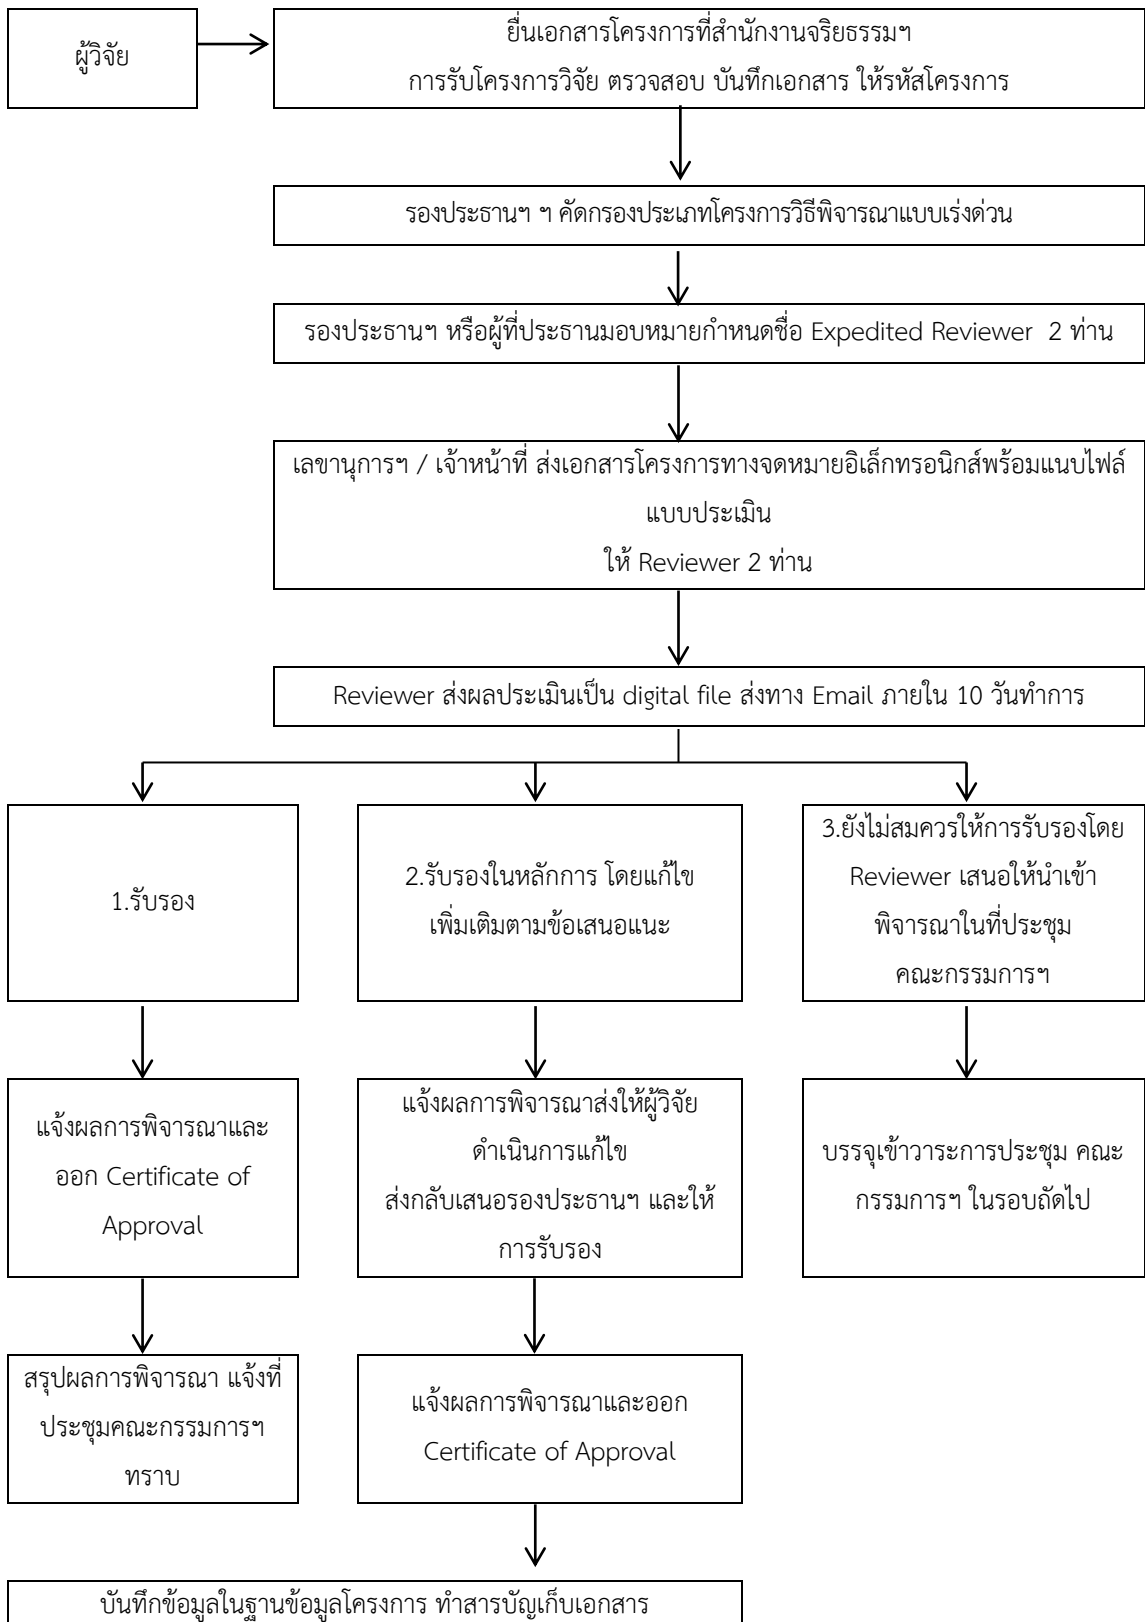 ผู้วิจัย
ยื่นเอกสารโครงการที่สำนักงานจริยธรรมฯ
การรับโครงการวิจัย ตรวจสอบ บันทึกเอกสาร ให้รหัสโครงการ
รองประธานฯ ฯ คัดกรองประเภทโครงการวิธีพิจารณาแบบเร่งด่วน
รองประธานฯ หรือผู้ที่ประธานมอบหมายกำหนดชื่อ Expedited Reviewer 2 ท่าน
เลขานุการฯ / เจ้าหน้าที่ ส่งเอกสารโครงการทางจดหมายอิเล็กทรอนิกส์พร้อมแนบไฟล์
แบบประเมิน
ให้ Reviewer 2 ท่าน
Reviewer ส่งผลประเมินเป็น digital file ส่งทาง Email ภายใน 10 วันทำการ
1.รับรอง
2.รับรองในหลักการ โดยแก้ไข
เพิ่มเติมตามข้อเสนอแนะ
3.ยังไม่สมควรให้การรับรองโดย
Reviewer เสนอให้นำเข้า
พิจารณาในที่ประชุม
คณะกรรมการฯ
แจ้งผลการพิจารณาและ
ออก Certificate of
Approval
แจ้งผลการพิจารณาส่งให้ผู้วิจัย
ดำเนินการแก้ไข
ส่งกลับเสนอรองประธานฯ และให้
การรับรอง
บรรจุเข้าวาระการประชุม คณะ
กรรมการฯ ในรอบถัดไป
สรุปผลการพิจารณา แจ้งที่
ประชุมคณะกรรมการฯ
ทราบ
แจ้งผลการพิจารณาและออก
Certificate of Approval
บันทึกข้อมูลในฐานข้อมูลโครงการ ทำสารบัญเก็บเอกสาร